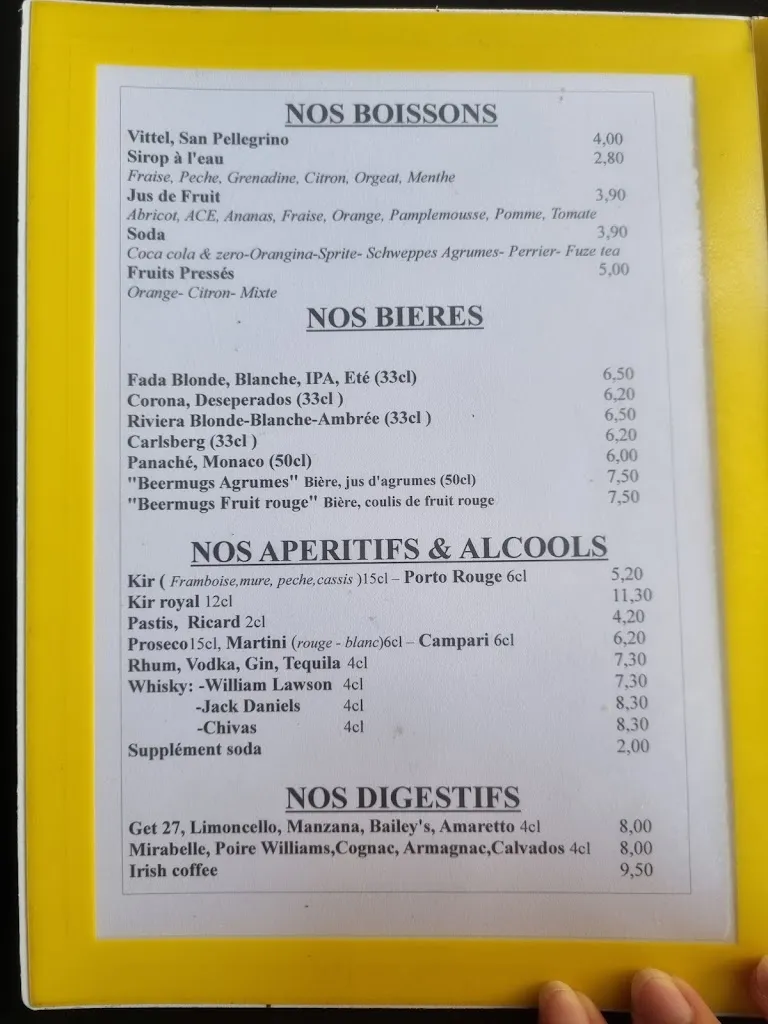 NOS BOISSONS
Vittel, San Pellegrino 4,00
Sirop à l'eau 2,80
Fraise, Peche, Grenadine, Citron, Orgeat, Menthe
Jus de Fruit 3,90
Abricot, ACE, Ananas, Fraise, Orange, Pamplemousse, Pomme, Tomate
Soda 3,90
Coca cola & zero-Orangina-Sprite- Schweppes Agrumes- Perrier- Fuze tea
Fruits Pressés 5,00
Orange- Citron- Mixte
NOS BIERES
Fada Blonde, Blanche, IPA, Eté (33cl) 6,50
Corona, Deseperados (33cl ) 6,20
Riviera Blonde-Blanche-Ambrée (33cl ) 6,50
Carlsberg (33cl ) 6,20
Panaché, Monaco (50cl) 6,00
"Beermugs Agrumes" Bière, jus d'agrumes (50cl) 7,50
"Beermugs Fruit rouge" Bière, coulis de fruit rouge 7,50
NOS APERITIFS & ALCOOLS
Kir ( Framboise,mure, peche,cassis )15cl – Porto Rouge 6cl 5,20
Kir royal 12cl 11,30
Pastis, Ricard 2cl 4,20
Proseco15cl, Martini (rouge - blanc)6cl – Campari 6cl 6,20
Rhum, Vodka, Gin, Tequila 4cl 7,30
Whisky: -William Lawson 4cl 7,30
-Jack Daniels 4cl 8,30
-Chivas 4cl 8,30
Supplément soda 2,00
NOS DIGESTIFS
Get 27, Limoncello, Manzana, Bailey's, Amaretto 4cl 8,00
Mirabelle, Poire Williams,Cognac, Armagnac,Calvados 4cl 8,00
Irish coffee 9,50